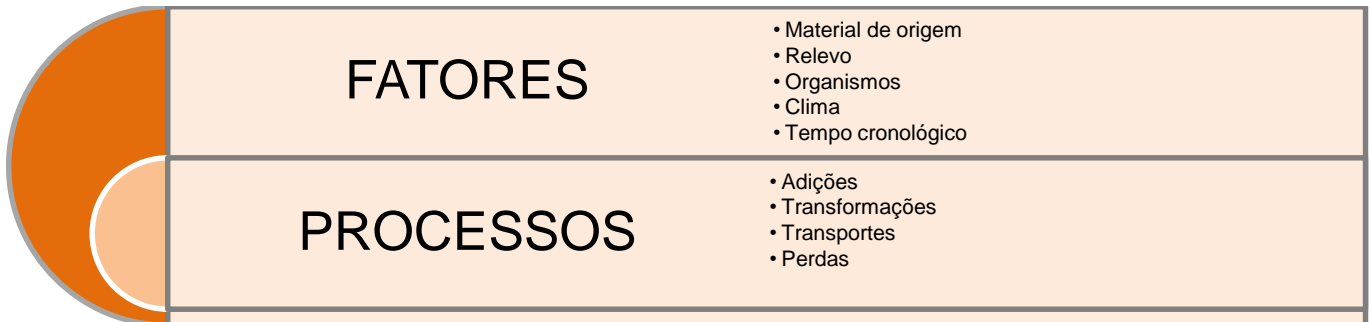 FATORES
• Material de origem
• Relevo
• Organismos
• Clima
• Tempo cronológico
PROCESSOS
• Adições
• Transformações
• Transportes
• Perdas